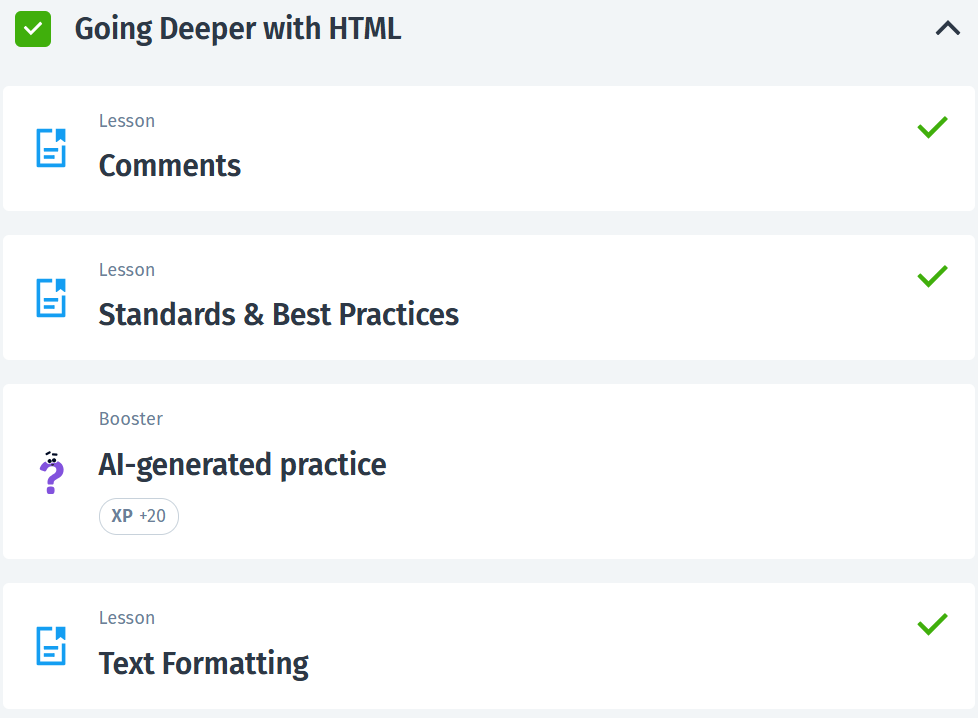 Going Deeper with HTML
Lesson
Comments
Lesson
Standards & Best Practices
Booster
AI-generated practice
XP +20
Lesson
Text Formatting